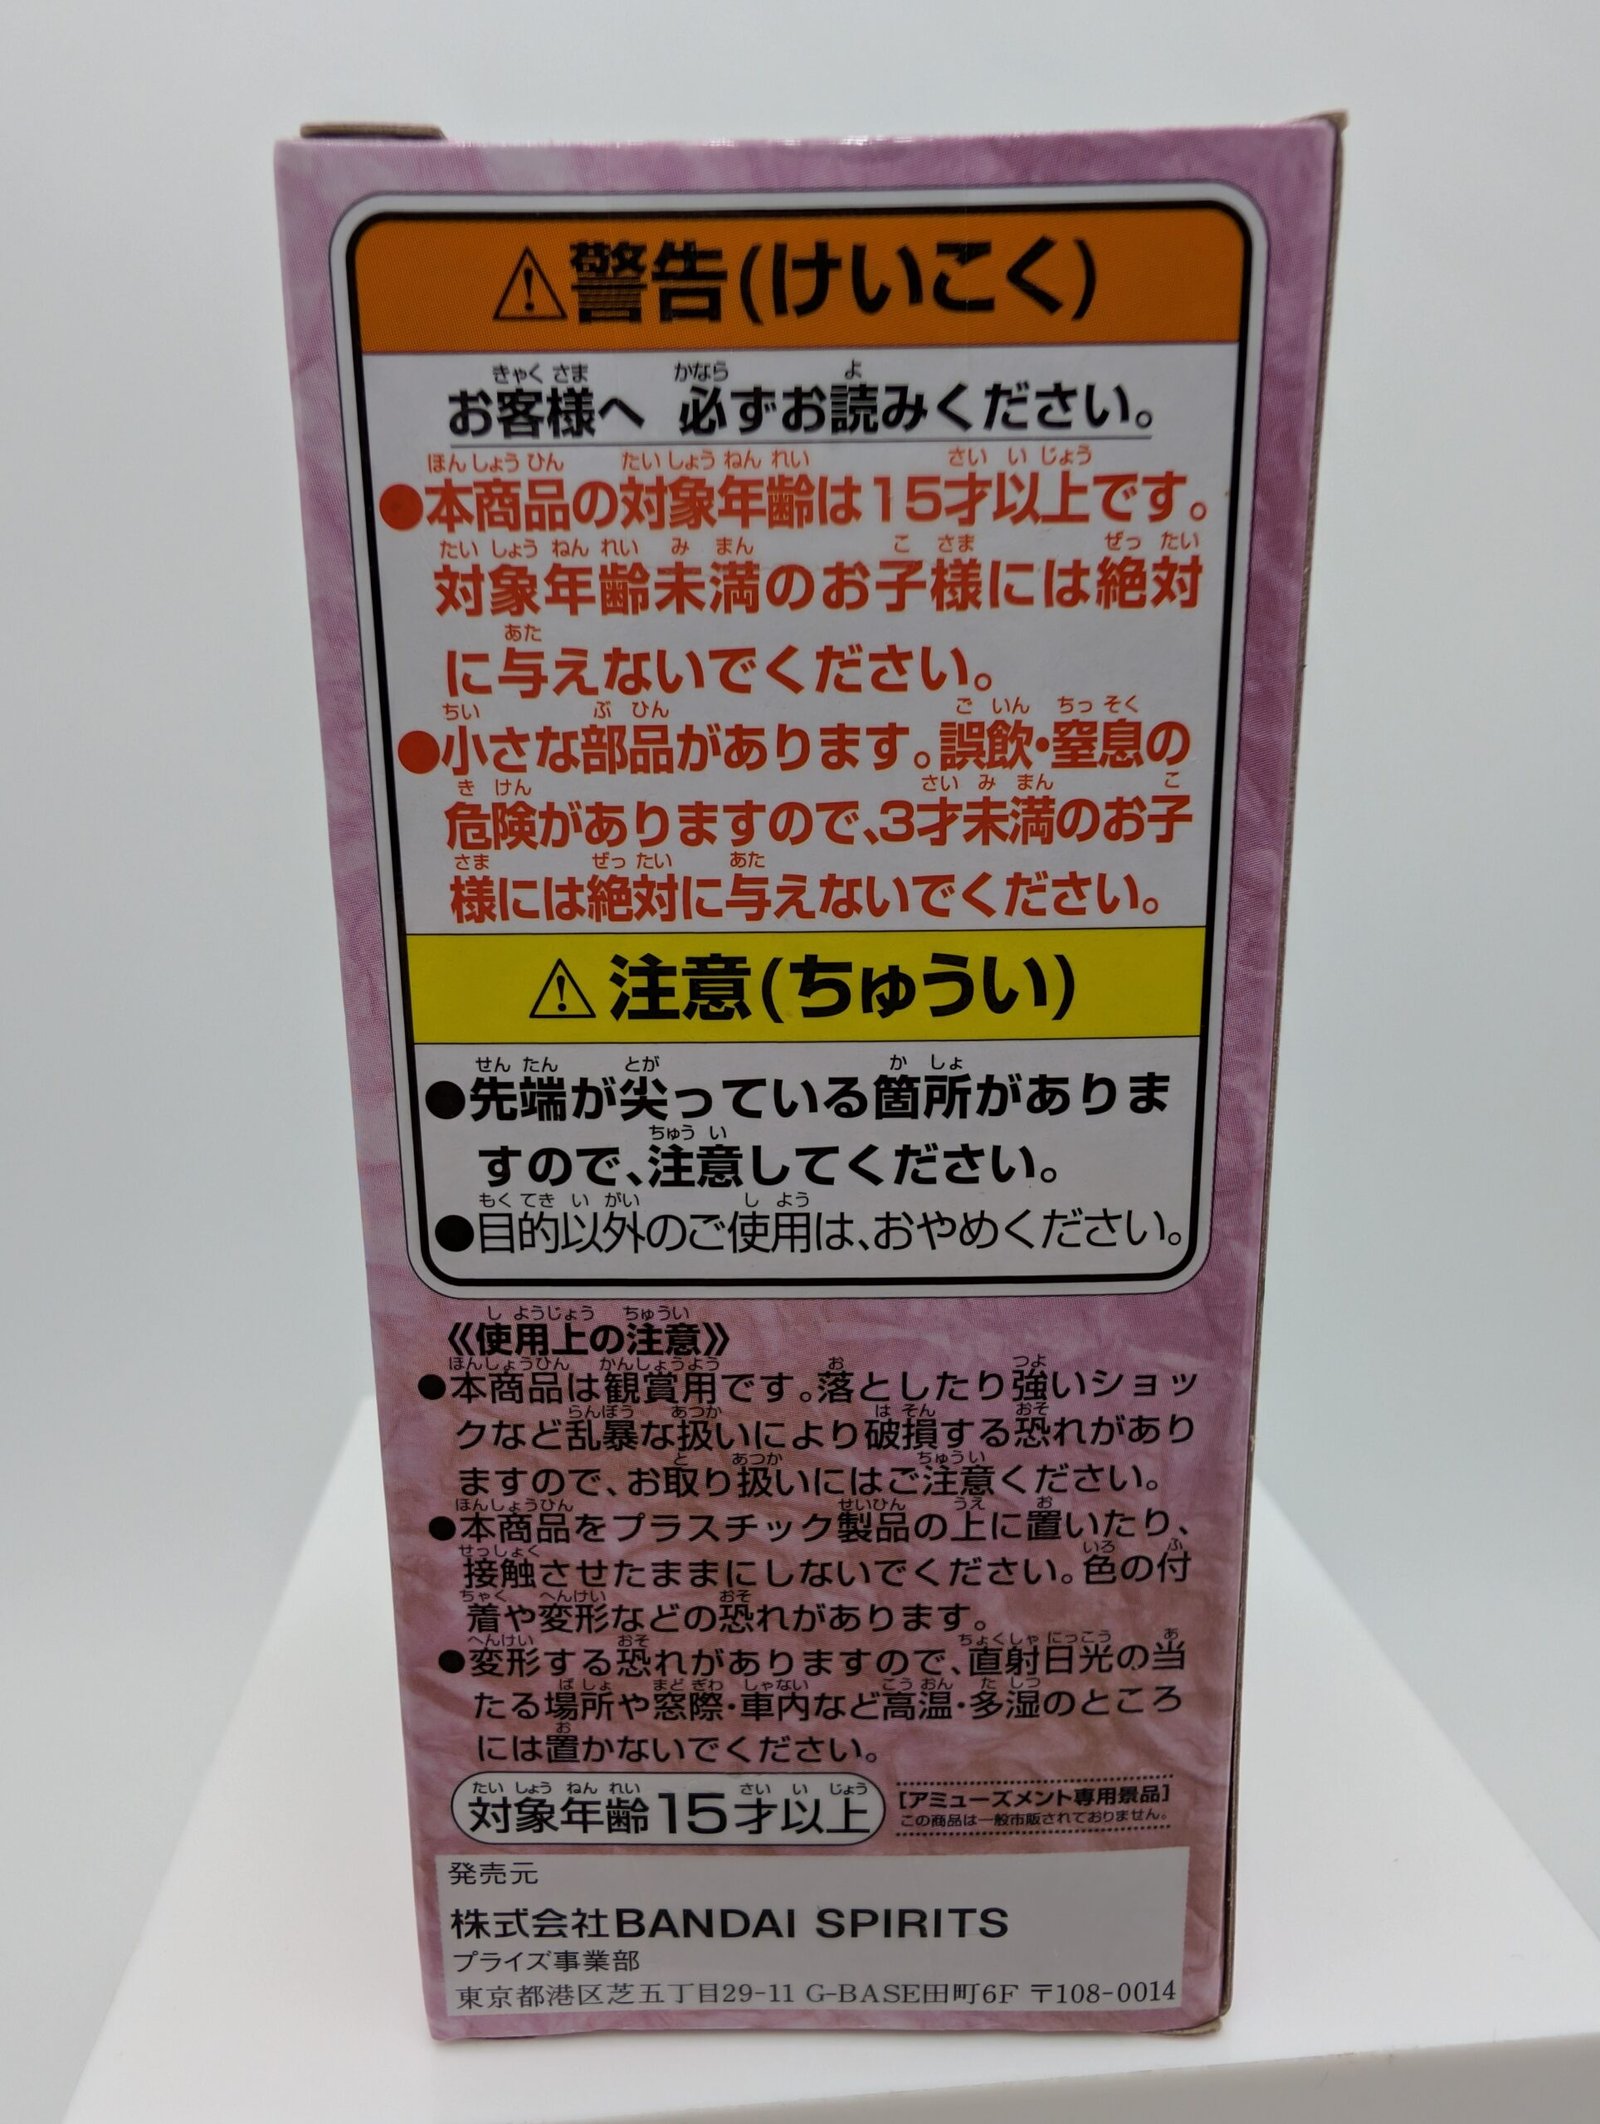 ⚠警告(けいこく)
お客様へ 必ずお読みください。
●本商品の対象年齢は15才以上です。
対象年齢未満のお子様には絶対
に与えないでください。
●小さな部品があります。誤飲・窒息の
危険がありますので、3才未満のお子
様には絶対に与えないでください。
⚠注意(ちゅうい)
●先端が尖っている箇所がありま
すので、注意してください。
●目的以外のご使用は、おやめください。
《使用上の注意》
●本商品は観賞用です。落としたり強いショッ
クなど乱暴な扱いにより破損する恐れがあり
ますので、お取り扱いにはご注意ください。
●本商品をプラスチック製品の上に置いたり、
接触させたままにしないでください。色の付
着や変形などの恐れがあります。
●変形する恐れがありますので、直射日光の当
たる場所や窓際・車内など高温・多湿のところ
には置かないでください。
対象年齢15才以上
[アミューズメント専用景品]
この商品は一般市販されておりません。
発売元
株式会社BANDAI SPIRITS
プライズ事業部
東京都港区芝五丁目29-11 G-BASE田町6F 〒108-0014